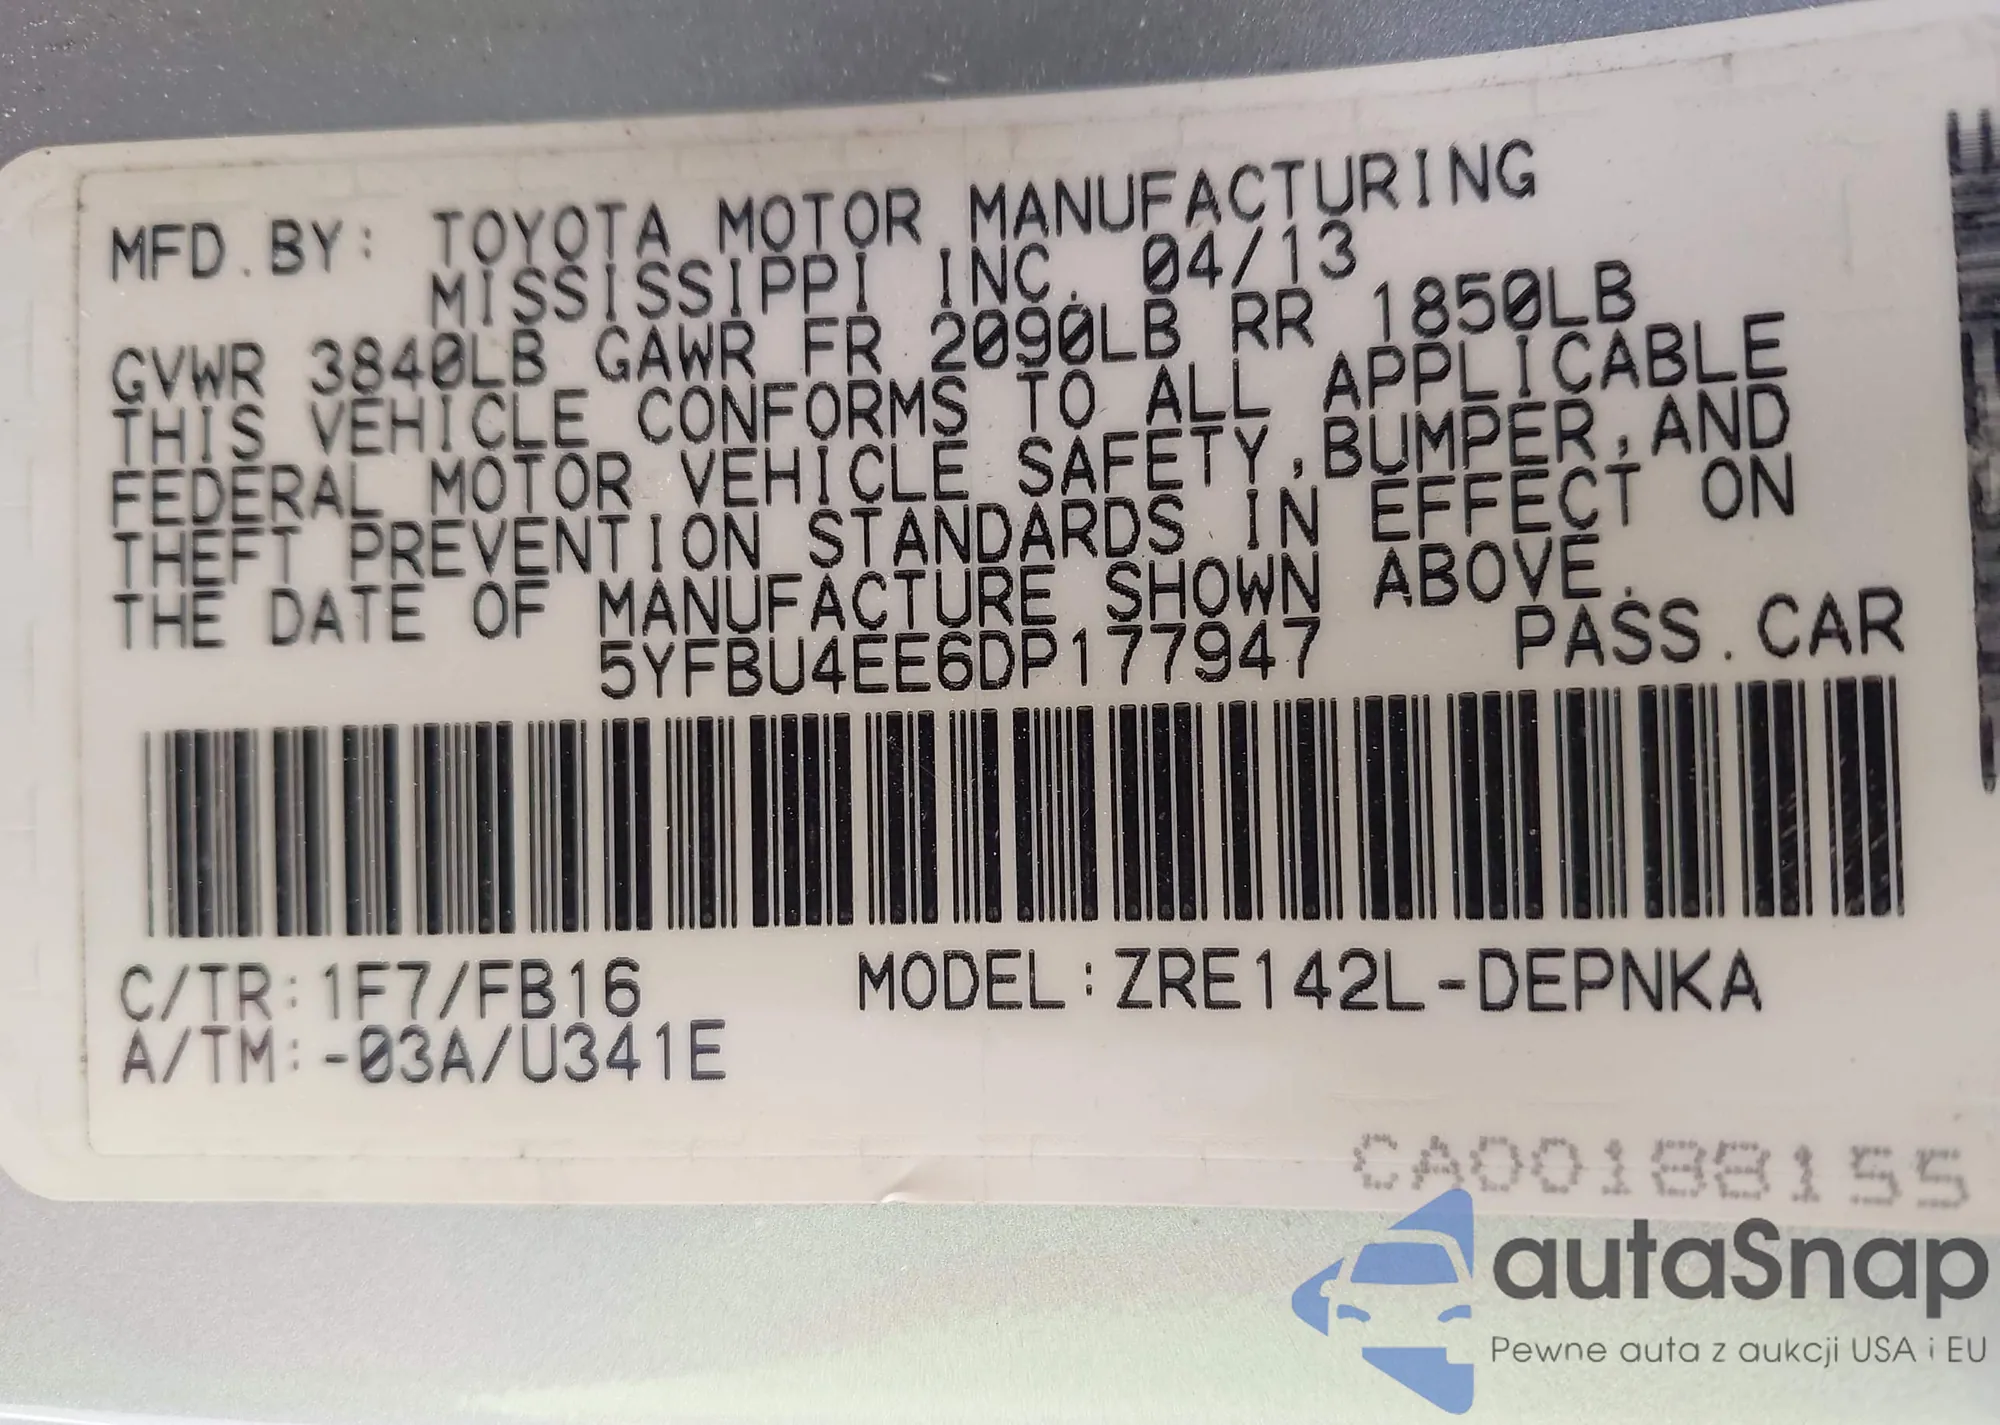 MFD.BY: TOYOTA MOTOR MANUFACTURING
MISSISSIPPI INC. 04/13
GVWR 3840LB GAWR FR 2090LB RR 1850LB
THIS VEHICLE CONFORMS TO ALL APPLICABLE
FEDERAL MOTOR VEHICLE SAFETY,BUMPER,AND
THEFT PREVENTION STANDARDS IN EFFECT ON
THE DATE OF MANUFACTURE SHOWN ABOVE.
5YFBU4EE6DP177947 PASS.CAR
C/TR:1F7/FB16 MODEL:ZRE142L-DEPNKA
A/TM:-03A/U341E
CA00188155
autaSnap
Pewne auta z aukcji USA i EU